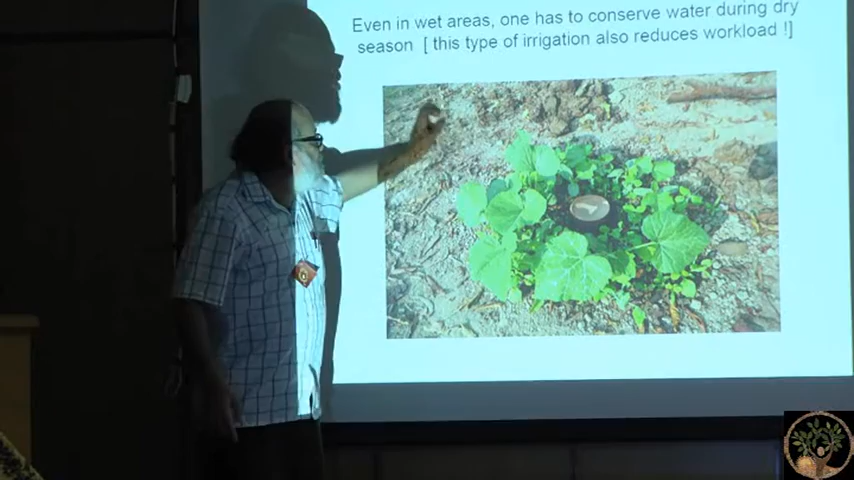 Even in wet areas, one has to conserve water during dry
season. [ this type of irrigation also reduces workload !]